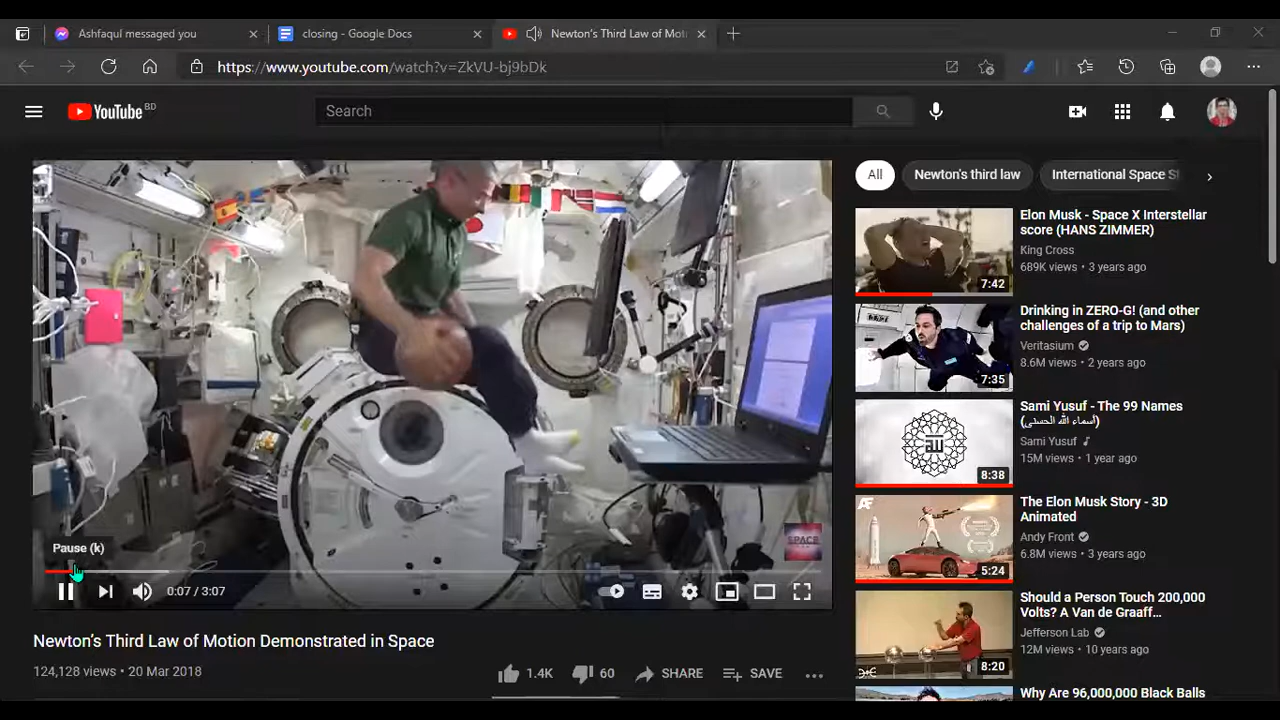 Ashfaqul messaged you
closing - Google Docs
Newton's Third Law of Mot
https://www.youtube.com/watch?v=ZkVU-bj9bDk
YouTube BD
Search
All
Newton's third law
International Space S
Elon Musk - Space X Interstellar
score (HANS ZIMMER)
King Cross
689K views • 3 years ago
7:42
Drinking in ZERO-G! (and other
challenges of a trip to Mars)
Veritasium
8.6M views • 2 years ago
7:35
Sami Yusuf - The 99 Names
(أسماء الله الحسنى)
Sami Yusuf
15M views • 1 year ago
8:38
The Elon Musk Story - 3D
Animated
Andy Front
6.8M views • 3 years ago
5:24
Should a Person Touch 200,000
Volts? A Van de Graaff…
Jefferson Lab
12M views • 10 years ago
8:20
Why Are 96,000,000 Black Balls
SPACE
Pause (k)
0:07 / 3:07
Newton's Third Law of Motion Demonstrated in Space
124,128 views • 20 Mar 2018
1.4K
60
SHARE
SAVE